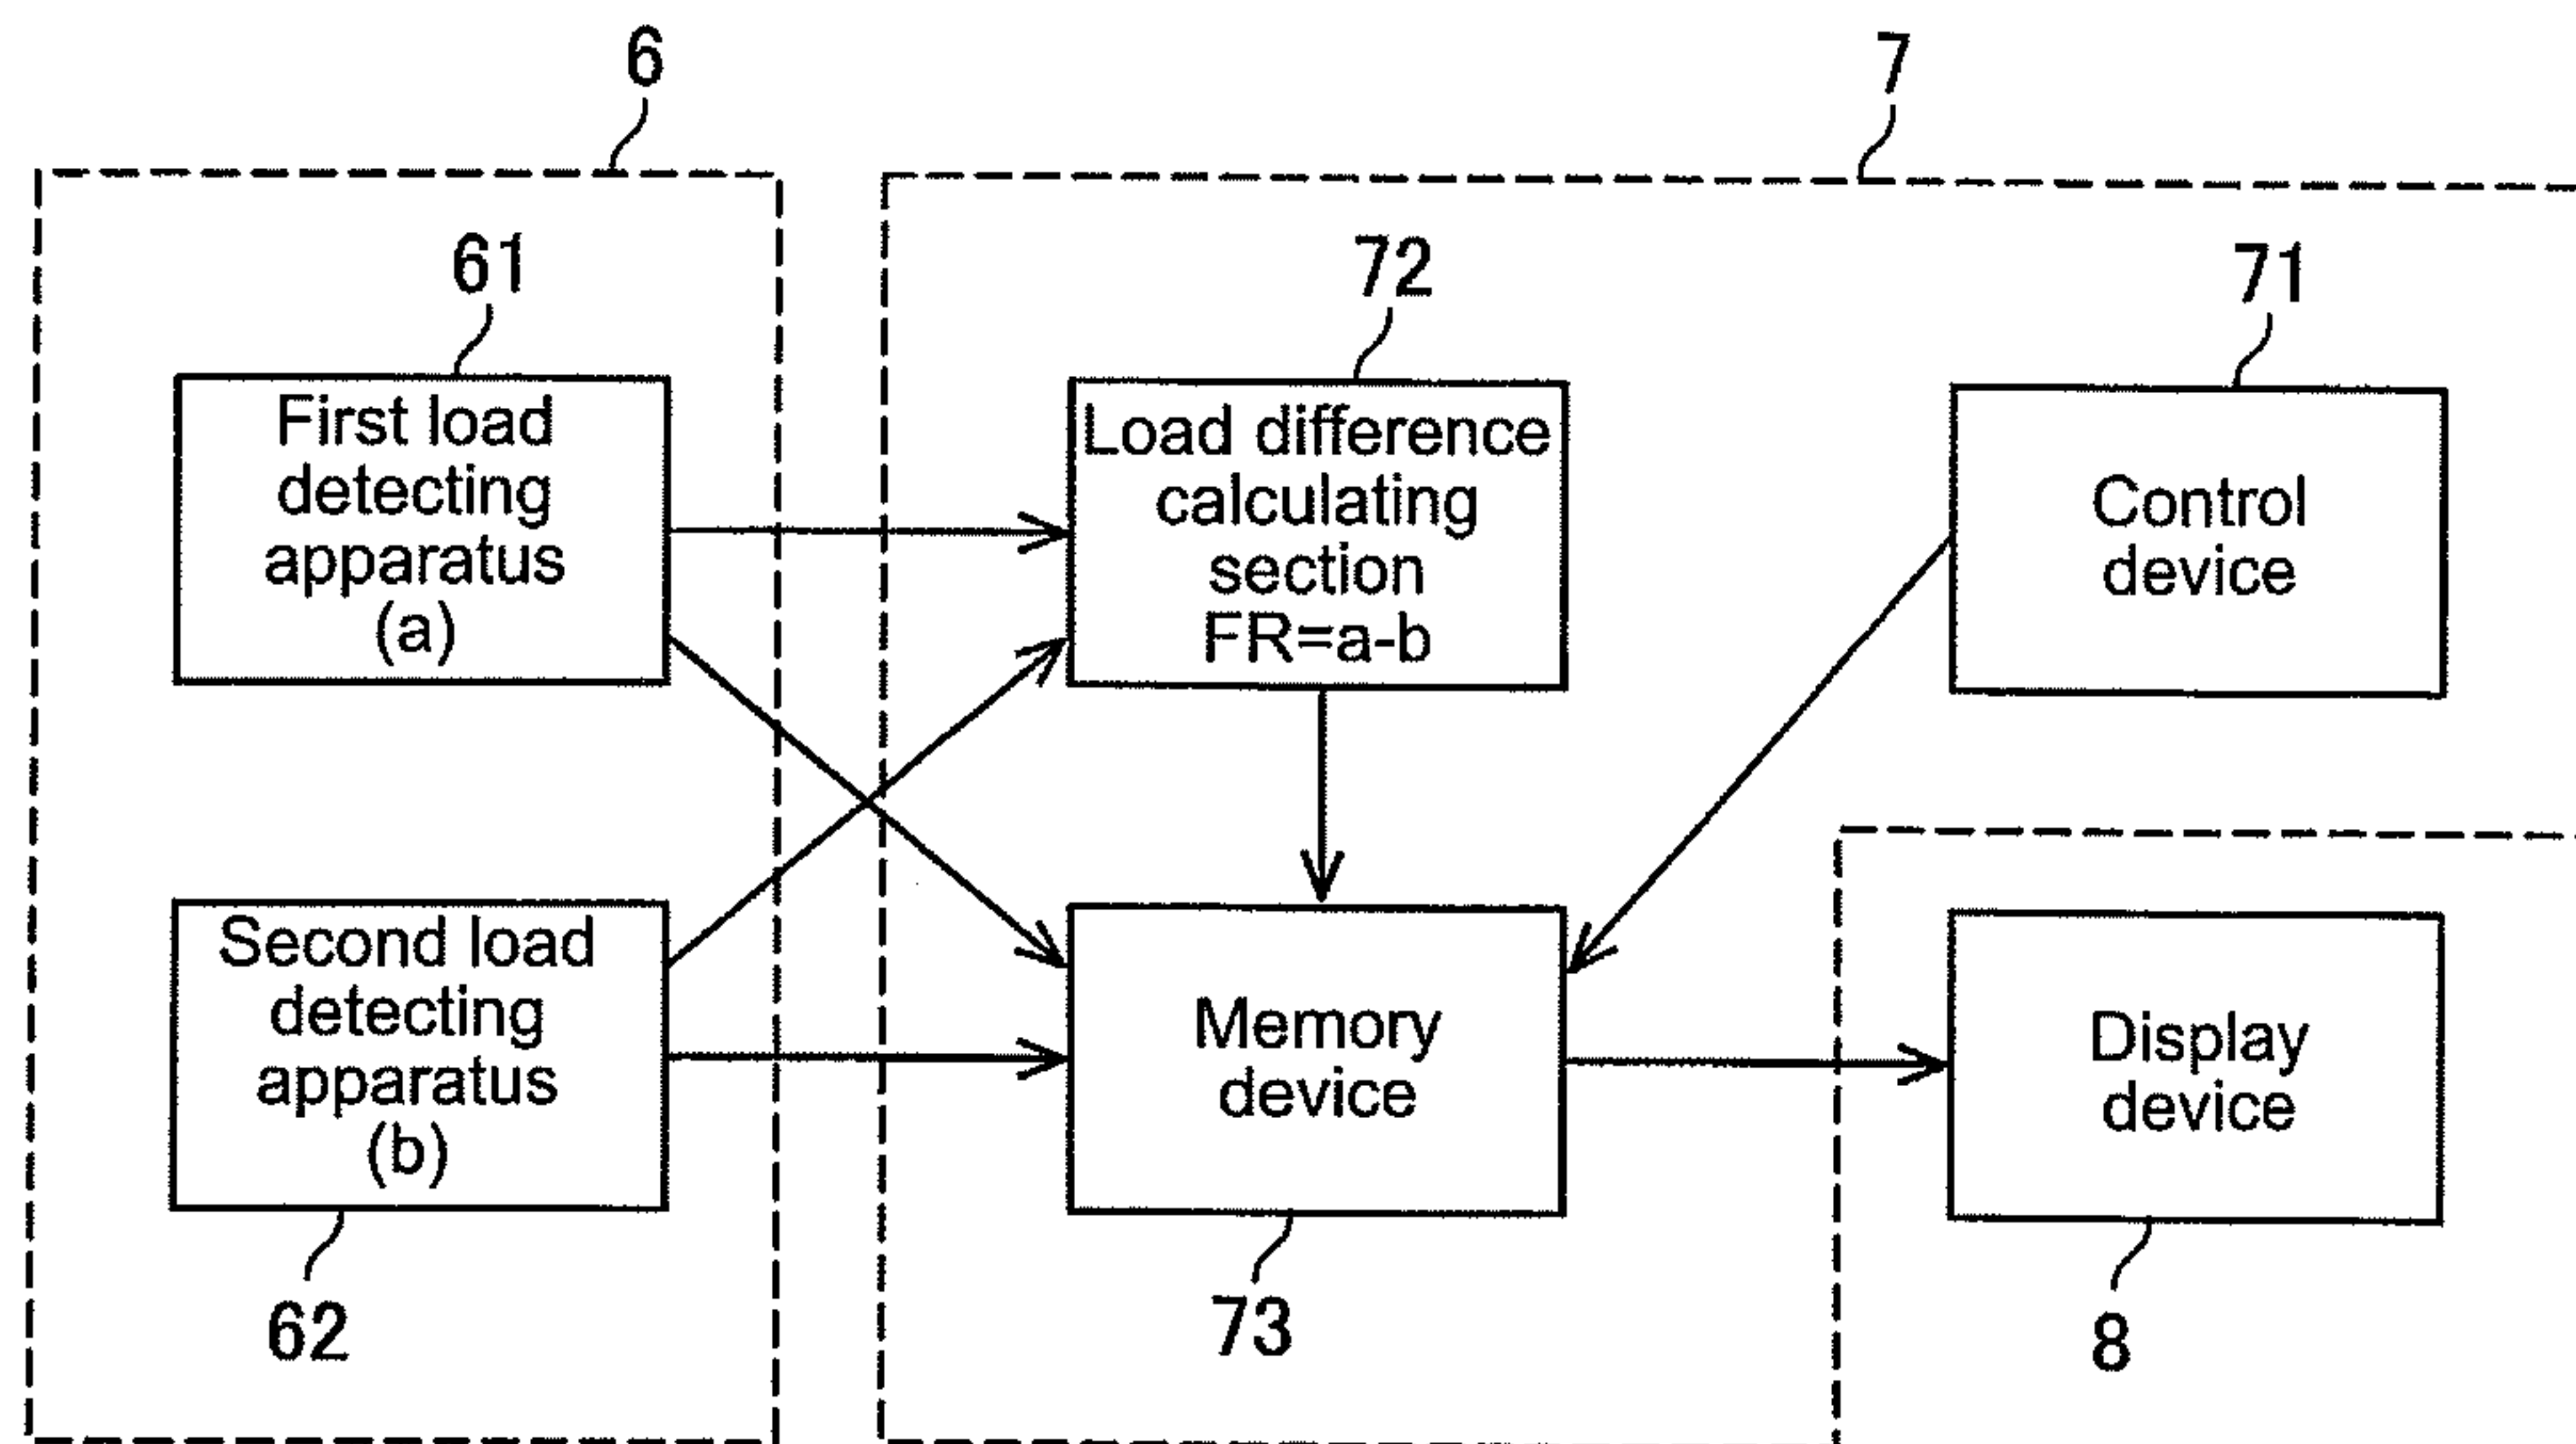 6
7
61
72
71
First load
detecting
apparatus
(a)
Load difference
calculating
section
FR=a-b
Control
device
Second load
detecting
apparatus
(b)
Memory
device
Display
device
62
73
8